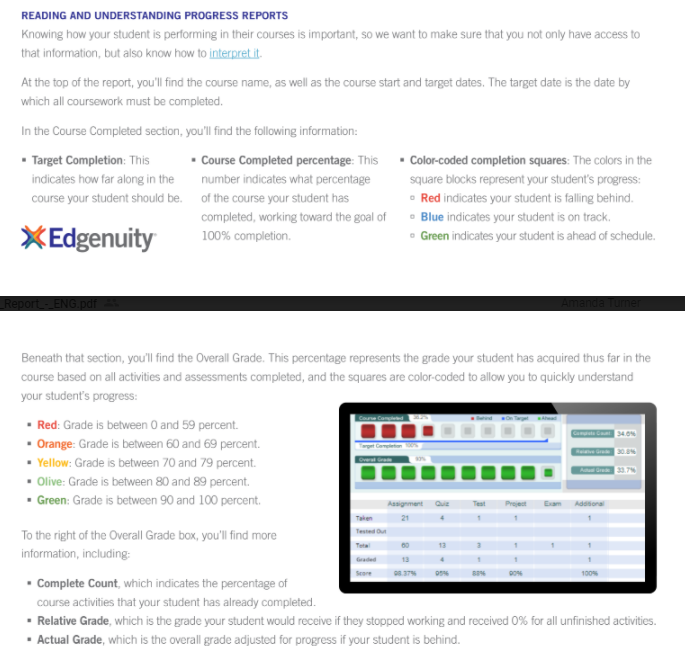 READING AND UNDERSTANDING PROGRESS REPORTS
Knowing how your student is performing in their courses is important, so we want to make sure that you not only have access to
that information, but also know how to interpret it.
At the top of the report, you'll find the course name, as well as the course start and target dates. The target date is the date by
which all coursework must be completed.
In the Course Completed section, you'll find the following information:
▪ Target Completion: This
indicates how far along in the
course your student should be.
▪ Course Completed percentage: This
number indicates what percentage
of the course your student has
completed, working toward the goal of
100% completion.
▪ Color-coded completion squares: The colors in the
square blocks represent your student's progress:
○ Red indicates your student is falling behind.
○ Blue indicates your student is on track.
○ Green indicates your student is ahead of schedule.
Edgenuity
_Report_-_ENG.pdf
Amanda Turner
Beneath that section, you'll find the Overall Grade. This percentage represents the grade your student has acquired thus far in the
course based on all activities and assessments completed, and the squares are color-coded to allow you to quickly understand
your student's progress:
▪ Red: Grade is between 0 and 59 percent.
▪ Orange: Grade is between 60 and 69 percent.
▪ Yellow: Grade is between 70 and 79 percent.
▪ Olive: Grade is between 80 and 89 percent.
▪ Green: Grade is between 90 and 100 percent.
To the right of the Overall Grade box, you'll find more
information, including:
▪ Complete Count, which indicates the percentage of
course activities that your student has already completed.
▪ Relative Grade, which is the grade your student would receive if they stopped working and received 0% for all unfinished activities.
▪ Actual Grade, which is the overall grade adjusted for progress if your student is behind.
Course Completed 36.2% Behind On Target Ahead
Target Completion 100%
Overall Grade 93%
Complete Count 34.6%
Relative Grade 30.8%
Actual Grade 33.7%
Assignment Quiz Test Project Exam Additional
Taken 21 4 1 1 1
Tested Out
Total 60 13 3 1 1 1
Graded 13 4 1 1 1
Score 98.37% 95% 88% 90% 100%